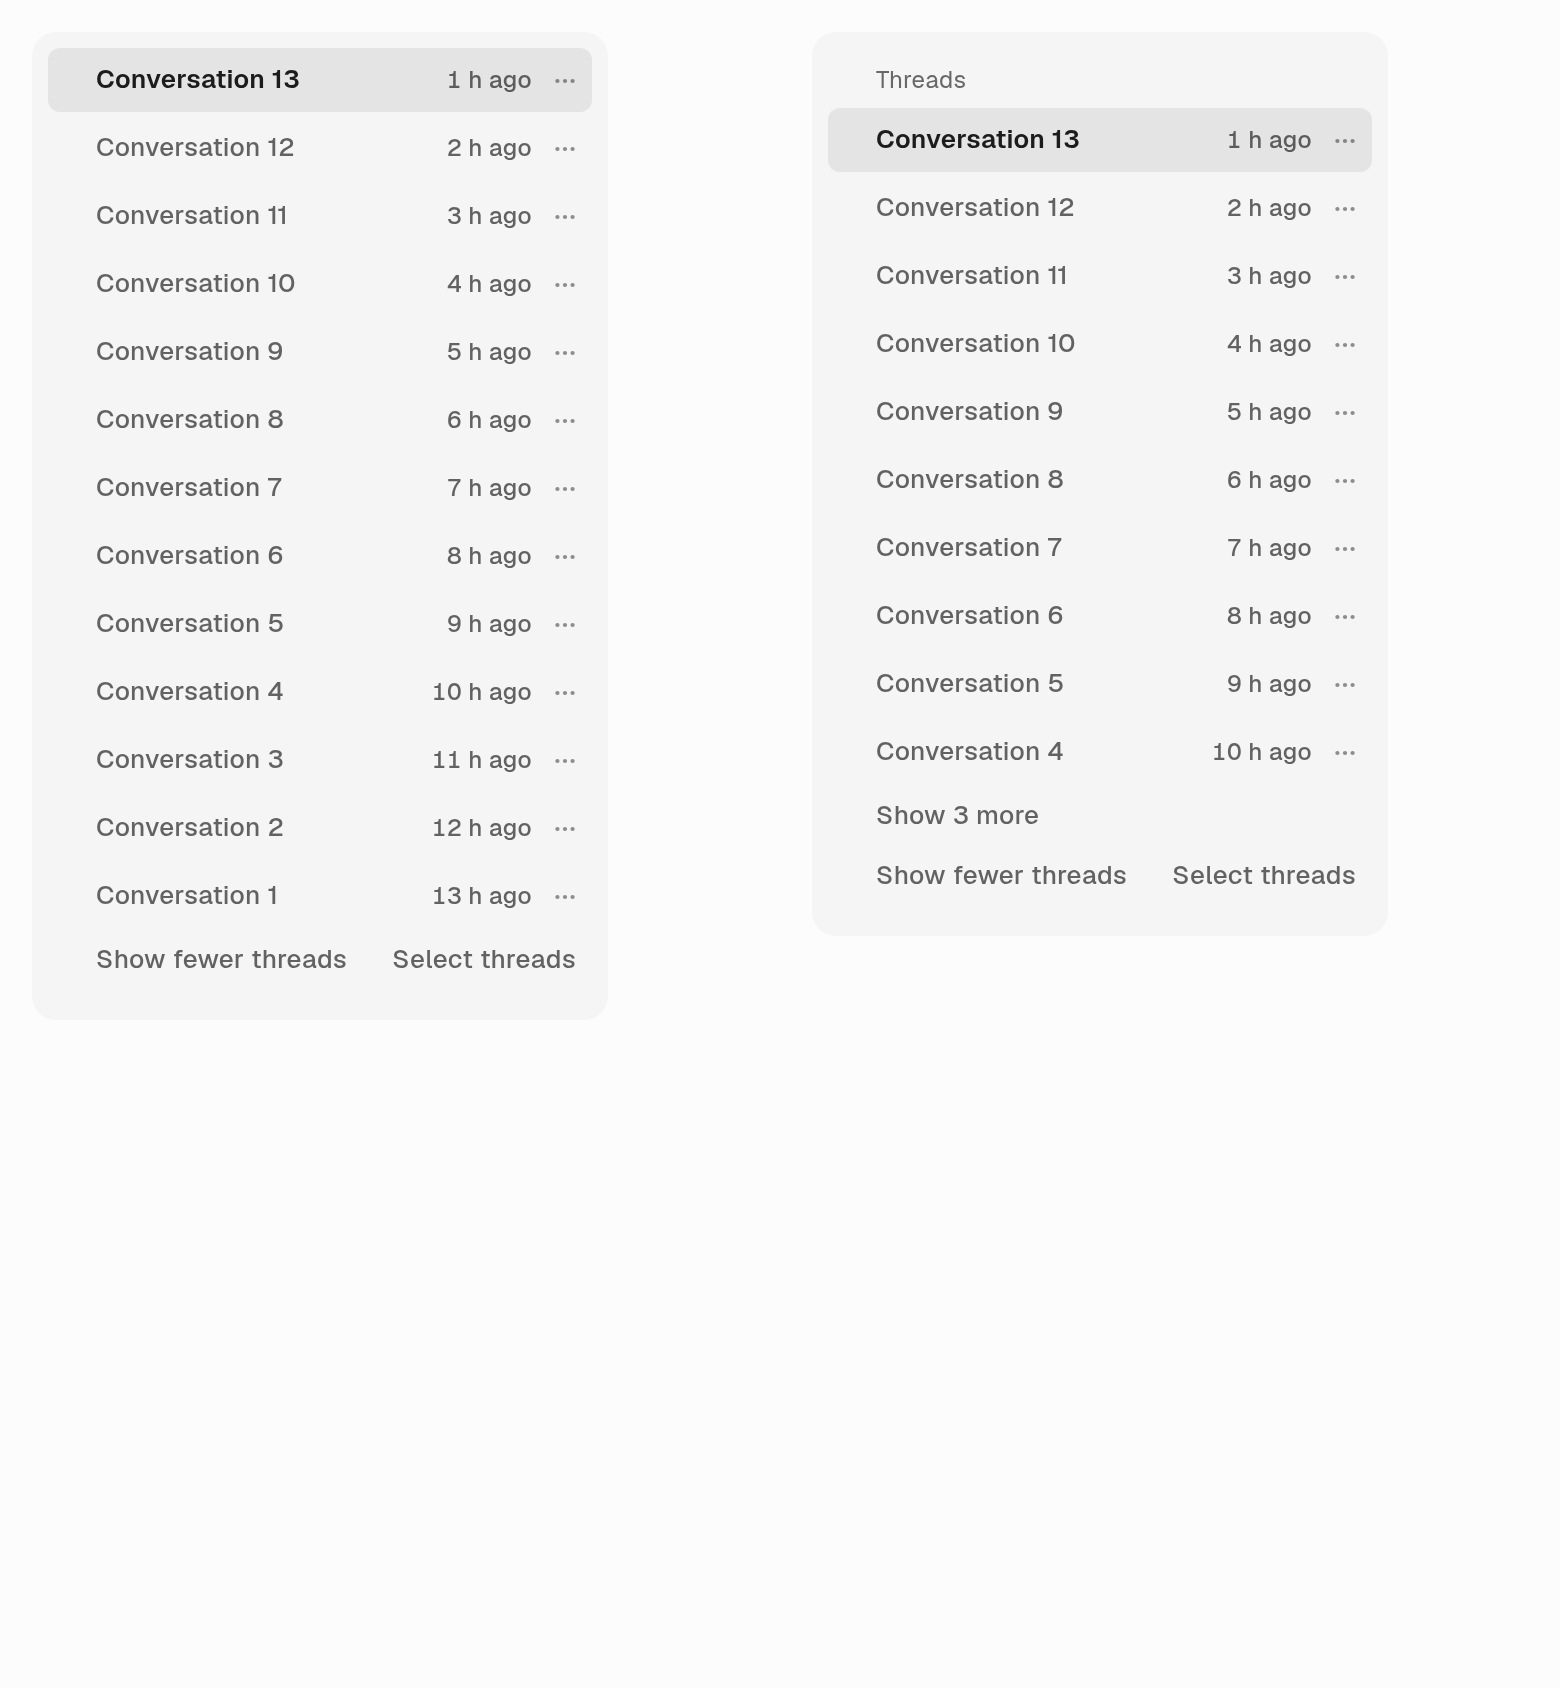 Conversation 13 1 h ago ···
Conversation 12 2 h ago ···
Conversation 11 3 h ago ···
Conversation 10 4 h ago ···
Conversation 9 5 h ago ···
Conversation 8 6 h ago ···
Conversation 7 7 h ago ···
Conversation 6 8 h ago ···
Conversation 5 9 h ago ···
Conversation 4 10 h ago ···
Conversation 3 11 h ago ···
Conversation 2 12 h ago ···
Conversation 1 13 h ago ···
Show fewer threads Select threads
Threads
Conversation 13 1 h ago ···
Conversation 12 2 h ago ···
Conversation 11 3 h ago ···
Conversation 10 4 h ago ···
Conversation 9 5 h ago ···
Conversation 8 6 h ago ···
Conversation 7 7 h ago ···
Conversation 6 8 h ago ···
Conversation 5 9 h ago ···
Conversation 4 10 h ago ···
Show 3 more
Show fewer threads Select threads